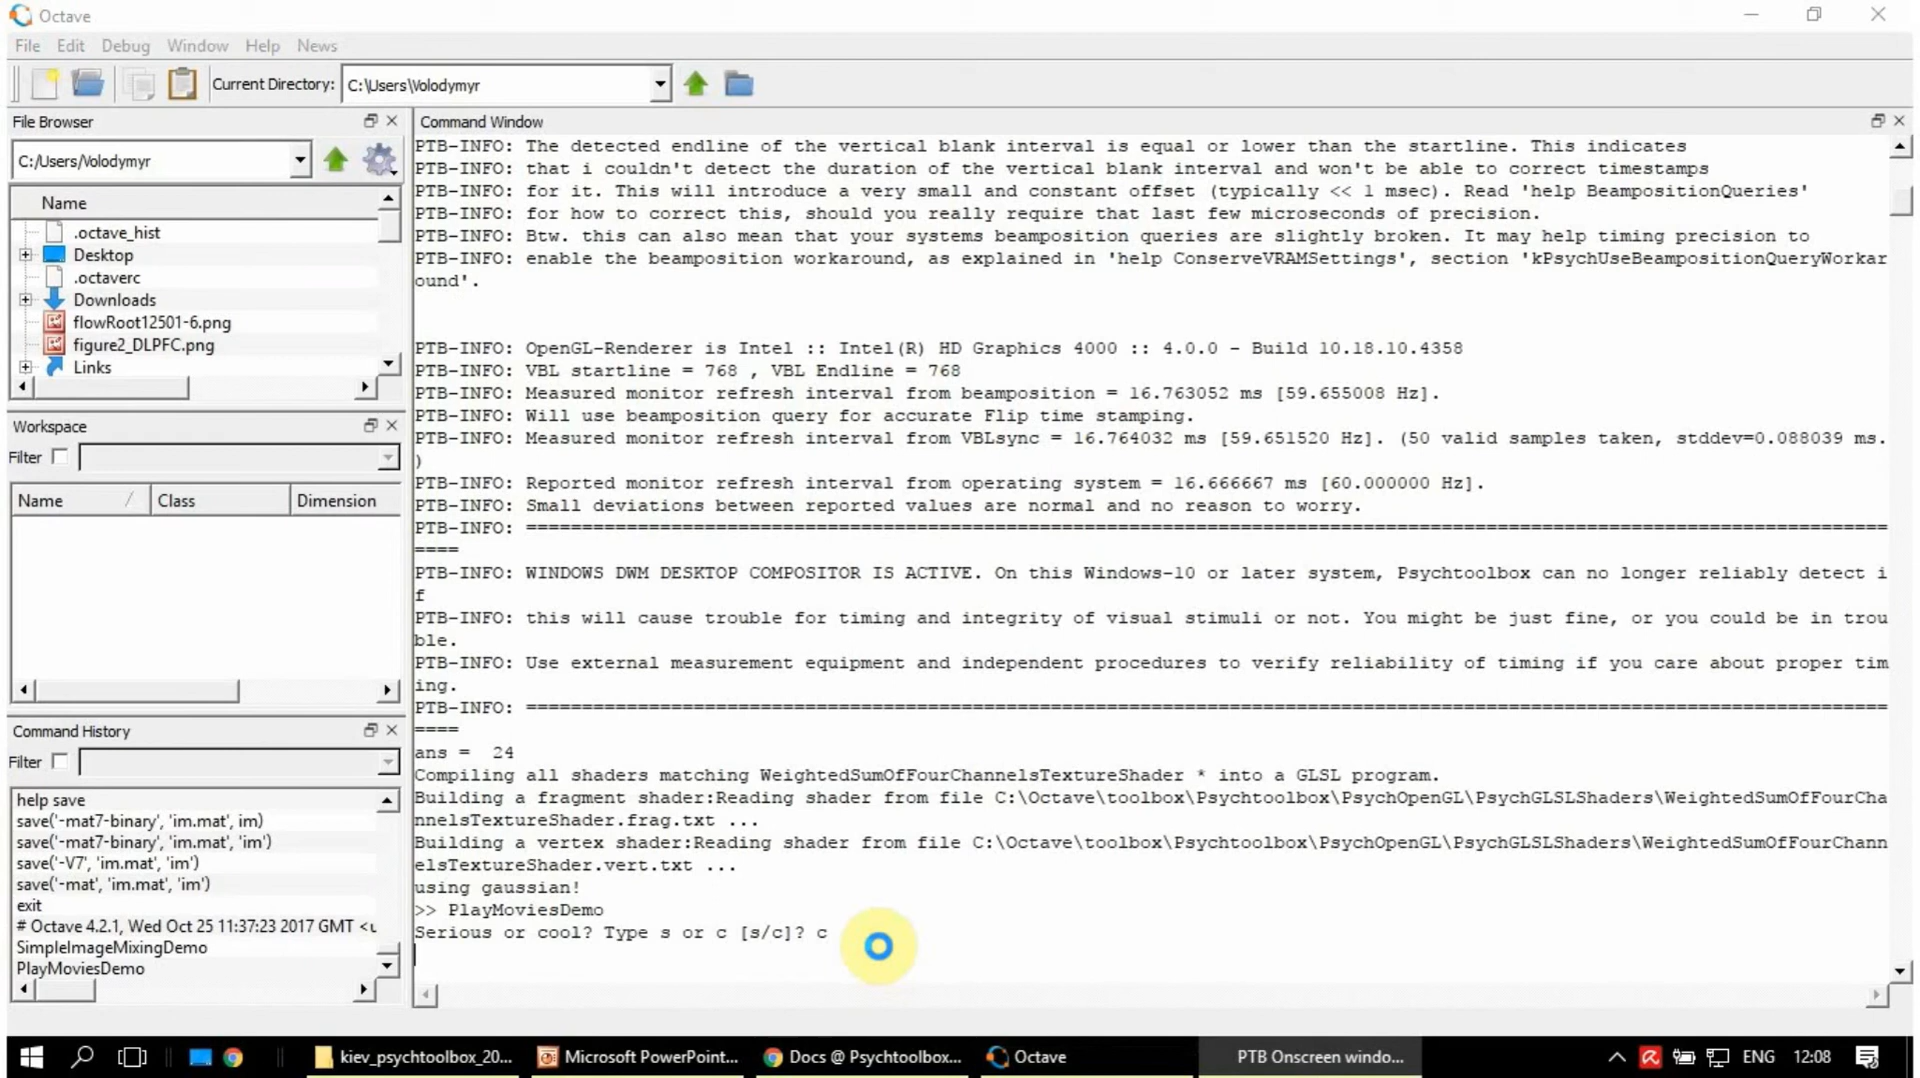 Octave
File Edit Debug Window Help News
Current Directory: C:\Users\Volodymyr
File Browser
C:/Users/Volodymyr
Name
.octave_hist
Desktop
.octaverc
Downloads
flowRoot12501-6.png
figure2_DLPFC.png
Links
Workspace
Filter
Name / Class Dimension
Command History
Filter
help save
save('-mat7-binary', 'im.mat', im)
save('-mat7-binary', 'im.mat', 'im')
save('-V7', 'im.mat', 'im')
save('-mat', 'im.mat', 'im')
exit
# Octave 4.2.1, Wed Oct 25 11:37:23 2017 GMT <u
SimpleImageMixingDemo
PlayMoviesDemo
Command Window
PTB-INFO: The detected endline of the vertical blank interval is equal or lower than the startline. This indicates
PTB-INFO: that i couldn't detect the duration of the vertical blank interval and won't be able to correct timestamps
PTB-INFO: for it. This will introduce a very small and constant offset (typically << 1 msec). Read 'help BeampositionQueries'
PTB-INFO: for how to correct this, should you really require that last few microseconds of precision.
PTB-INFO: Btw. this can also mean that your systems beamposition queries are slightly broken. It may help timing precision to
PTB-INFO: enable the beamposition workaround, as explained in 'help ConserveVRAMSettings', section 'kPsychUseBeampositionQueryWorkar
ound'.
PTB-INFO: OpenGL-Renderer is Intel :: Intel(R) HD Graphics 4000 :: 4.0.0 - Build 10.18.10.4358
PTB-INFO: VBL startline = 768 , VBL Endline = 768
PTB-INFO: Measured monitor refresh interval from beamposition = 16.763052 ms [59.655008 Hz].
PTB-INFO: Will use beamposition query for accurate Flip time stamping.
PTB-INFO: Measured monitor refresh interval from VBLsync = 16.764032 ms [59.651520 Hz]. (50 valid samples taken, stddev=0.088039 ms.
)
PTB-INFO: Reported monitor refresh interval from operating system = 16.666667 ms [60.000000 Hz].
PTB-INFO: Small deviations between reported values are normal and no reason to worry.
PTB-INFO: ==========================================================================================================================
====
PTB-INFO: WINDOWS DWM DESKTOP COMPOSITOR IS ACTIVE. On this Windows-10 or later system, Psychtoolbox can no longer reliably detect i
f
PTB-INFO: this will cause trouble for timing and integrity of visual stimuli or not. You might be just fine, or you could be in trou
ble.
PTB-INFO: Use external measurement equipment and independent procedures to verify reliability of timing if you care about proper tim
ing.
PTB-INFO: ==========================================================================================================================
====
ans =  24
Compiling all shaders matching WeightedSumOfFourChannelsTextureShader * into a GLSL program.
Building a fragment shader:Reading shader from file C:\Octave\toolbox\Psychtoolbox\PsychOpenGL\PsychGLSLShaders\WeightedSumOfFourCha
nnelsTextureShader.frag.txt ...
Building a vertex shader:Reading shader from file C:\Octave\toolbox\Psychtoolbox\PsychOpenGL\PsychGLSLShaders\WeightedSumOfFourChann
elsTextureShader.vert.txt ...
using gaussian!
>> PlayMoviesDemo
Serious or cool? Type s or c [s/c]? c
kiev_psychtoolbox_20... Microsoft PowerPoint... Docs @ Psychtoolbox... Octave PTB Onscreen windo... ENG 12:08